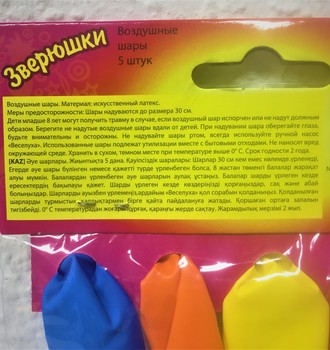 Зверюшки
Воздушные
шары
5 штук
Воздушные шары. Материал: искусственный латекс.
Меры предосторожности: Шары надуваются до размера 30 см.
Дети младше 8 лет могут получить травму в случае, если воздушный шар испорчен или не надут должным
образом. Берегите не надутые воздушные шары вдали от детей. При надувании шара оберегайте глаза,
будьте внимательны и осторожны. Не надувайте шары ртом, всегда используйте ручной насос
«Веселуха». Использованные шары подлежат утилизации вместе с бытовыми отходами. Не наносят вред
окружающей среде. Хранить в сухом, темном месте при температуре выше 0° С. Срок годности 2 года.
[KAZ] Әуе шарлары. Жиынтықта 5 дана. Қауіпсіздік шаралары: Шарлар 30 см кем емес көлемде үрленеді.
Егерде әуе шары бүлінген немесе қажетті түрде үрленбеген болса, 8 жастан төменгі балалар зақым
алуы мүмкін. Балалардан үрленбеген әуе шарларын аулақ ұстаңыз. Балалар шарды үрлеген кезде
ересектердің бақылауы қажет. Шарды үрлеген кезде көздеріңізді қорғаңыздар, сақ және абай
болыңыздар. Шарларды ауызбен үрлемеңіздер, әрдайым «Веселуха» қол сорабын қолданыңыз. Қолданылған
шарларды тұрмыстық қалдықтармен бірге қайта пайдалануға жатады. Қоршаған ортаға залалын
тигізбейді. 0° С температурадан жоғары, құрғақ, қараңғы жерде сақтау. Жарамдылық мерзімі 2 жыл.